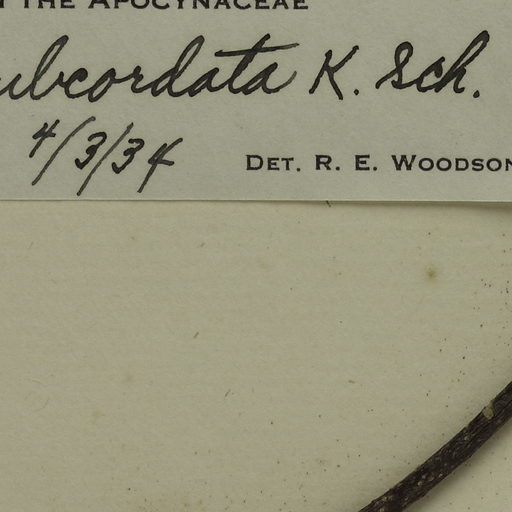 THE APOCYNACEAE
ubcordata K. Sch.
4/3/34
DET. R. E. WOODSON